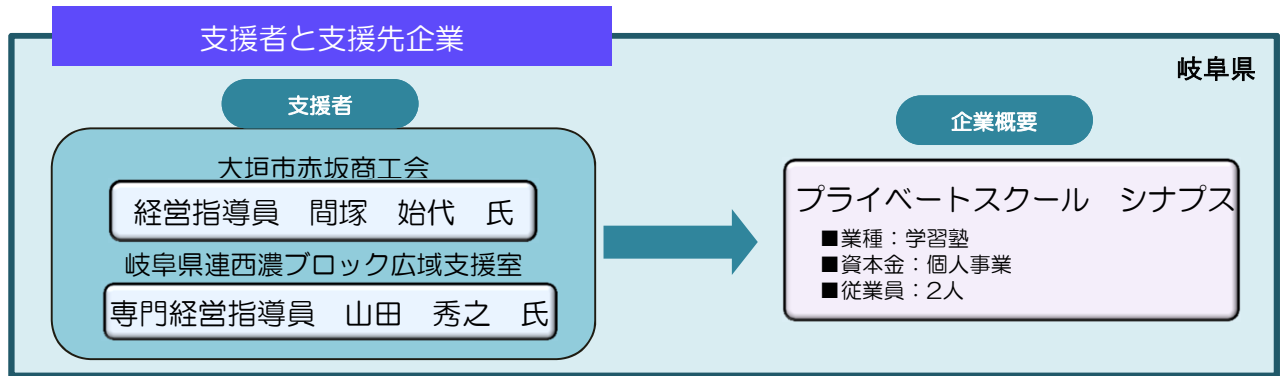 支援者と支援先企業
岐阜県
支援者
大垣市赤坂商工会
経営指導員　間塚　始代　氏
岐阜県連西濃ブロック広域支援室
専門経営指導員　山田　秀之　氏
企業概要
プライベートスクール　シナプス
■業種：学習塾
■資本金：個人事業
■従業員：2人